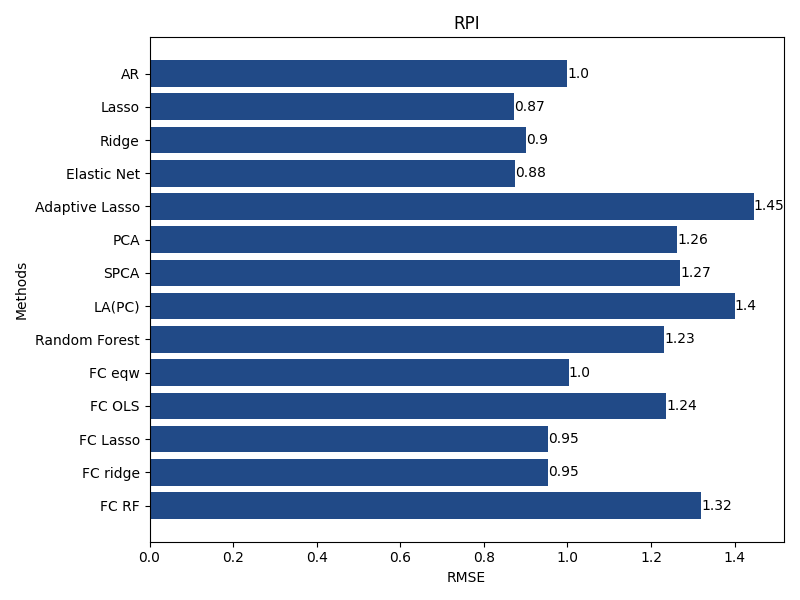 RPI
AR 1.0
Lasso 0.87
Ridge 0.9
Elastic Net 0.88
Adaptive Lasso 1.45
PCA 1.26
SPCA 1.27
LA(PC) 1.4
Random Forest 1.23
FC eqw 1.0
FC OLS 1.24
FC Lasso 0.95
FC ridge 0.95
FC RF 1.32
Methods
0.0 0.2 0.4 0.6 0.8 1.0 1.2 1.4
RMSE